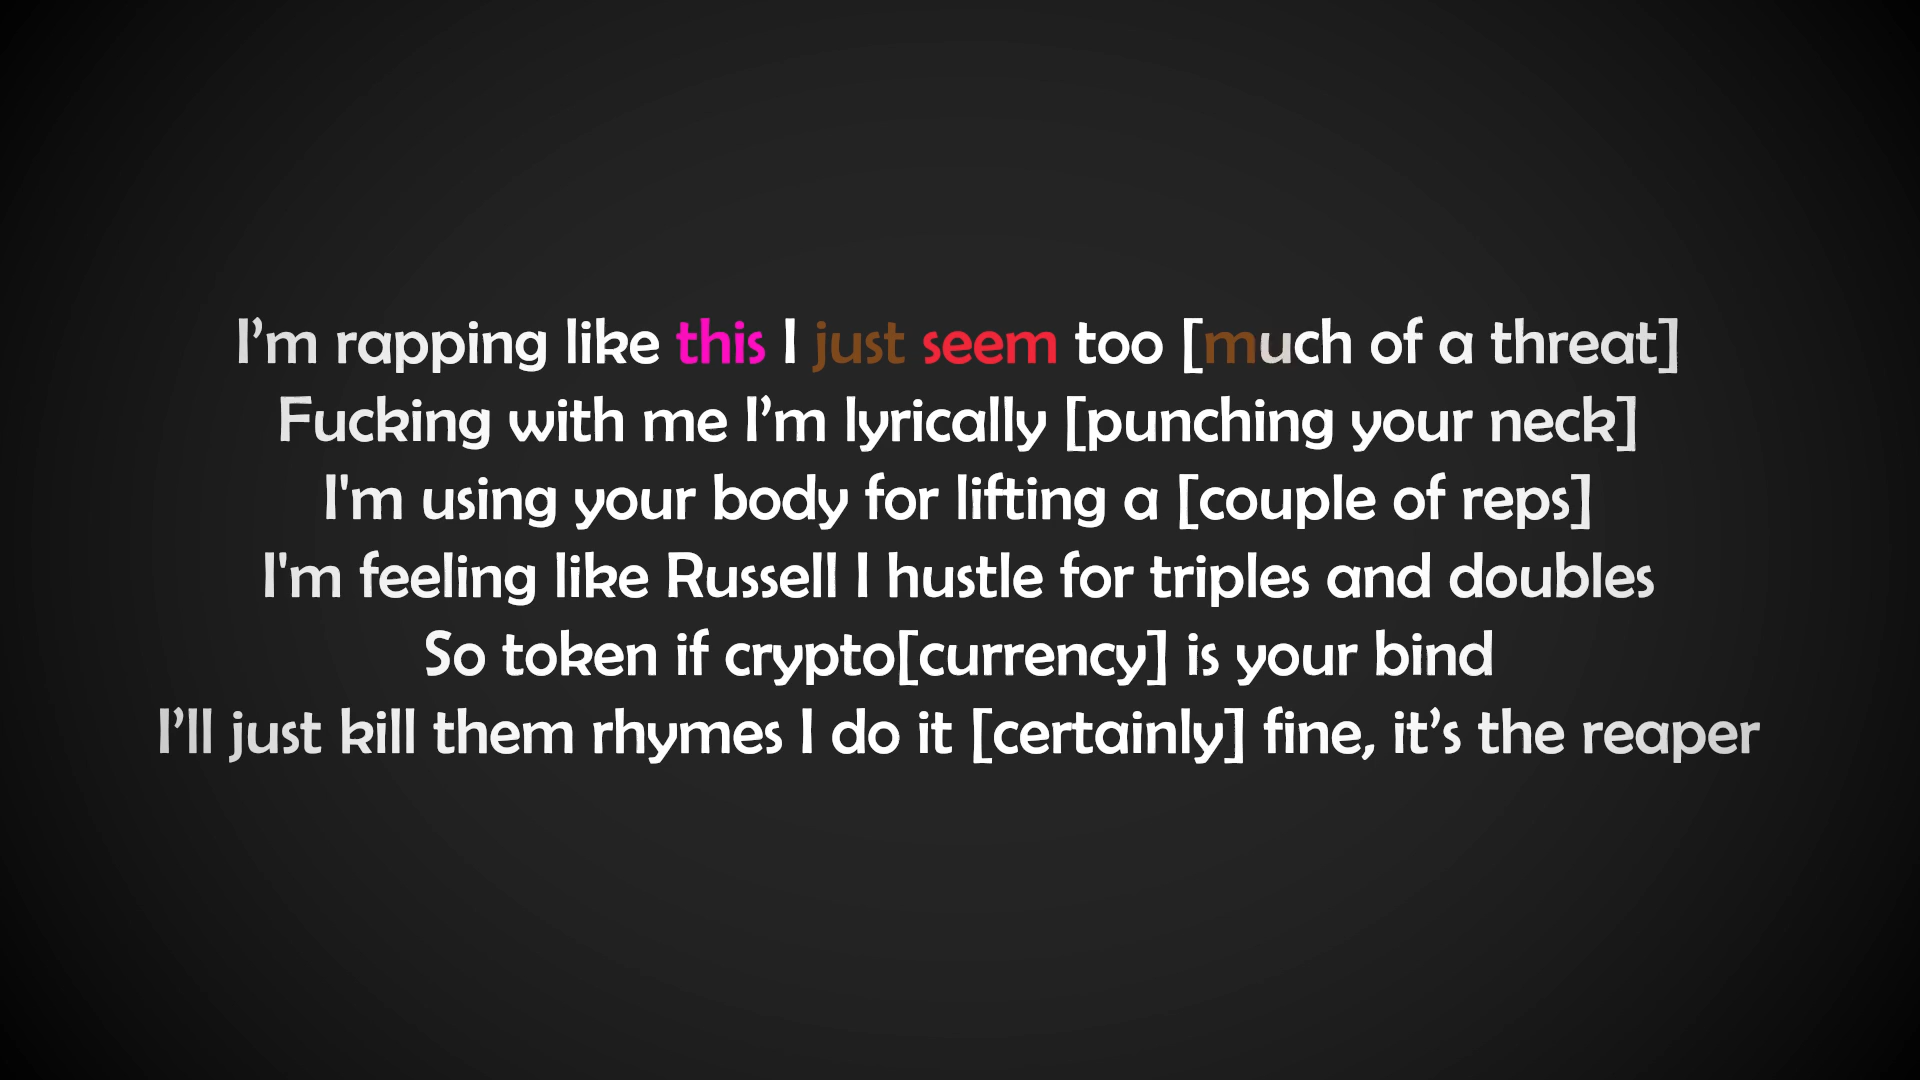 I’m rapping like this I just seem too [much of a threat]
Fucking with me I’m lyrically [punching your neck]
I'm using your body for lifting a [couple of reps]
I'm feeling like Russell I hustle for triples and doubles
So token if crypto[currency] is your bind
I’ll just kill them rhymes I do it [certainly] fine, it’s the reaper